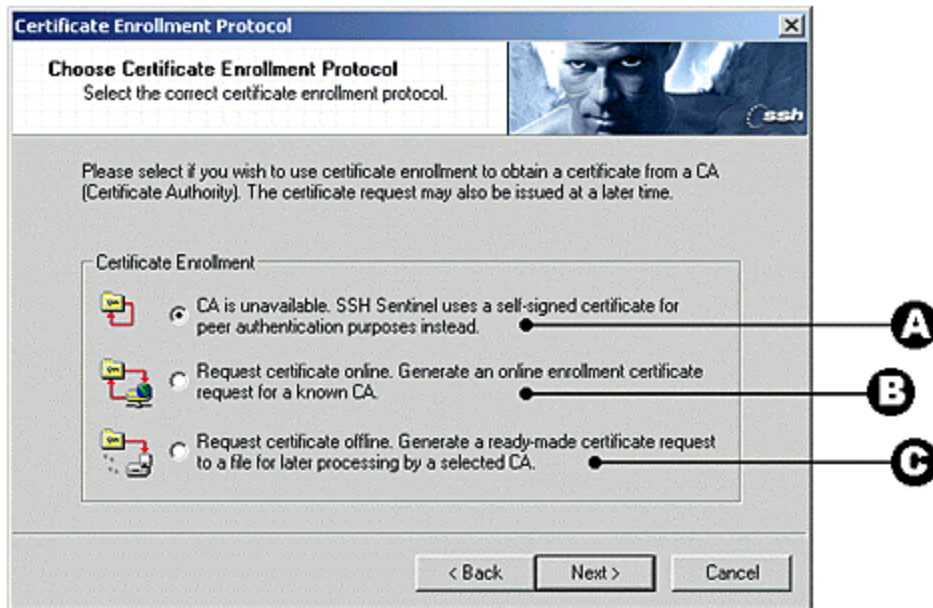 Certificate Enrollment Protocol
Choose Certificate Enrollment Protocol
Select the correct certificate enrollment protocol.
ssh
Please select if you wish to use certificate enrollment to obtain a certificate from a CA
(Certificate Authority). The certificate request may also be issued at a later time.
Certificate Enrollment
CA is unavailable. SSH Sentinel uses a self-signed certificate for
peer authentication purposes instead.
A
Request certificate online. Generate an online enrollment certificate
request for a known CA.
B
Request certificate offline. Generate a ready-made certificate request
to a file for later processing by a selected CA.
C
< Back
Next >
Cancel